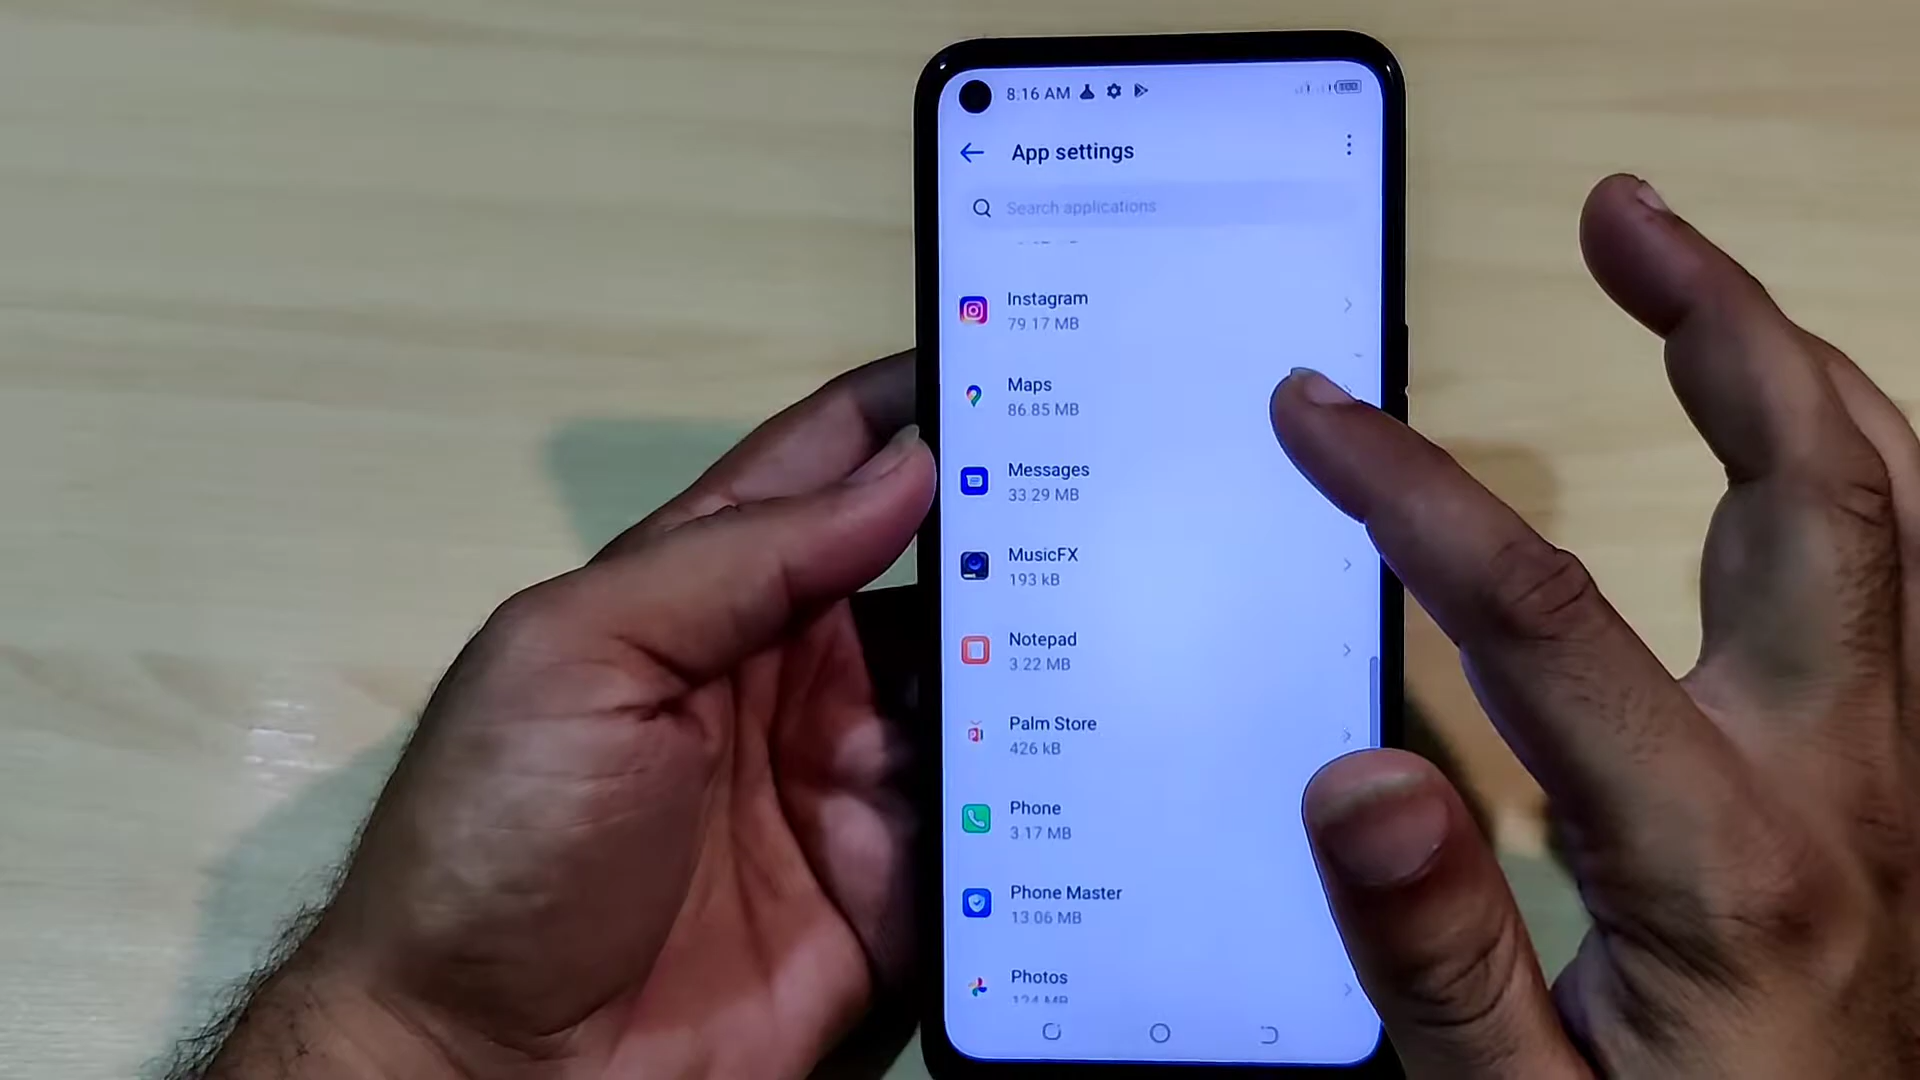 8:16 AM
App settings
Search applications
Instagram
79.17 MB
Maps
86.85 MB
Messages
33.29 MB
MusicFX
193 kB
Notepad
3.22 MB
Palm Store
426 kB
Phone
3.17 MB
Phone Master
13.06 MB
Photos
124 MB